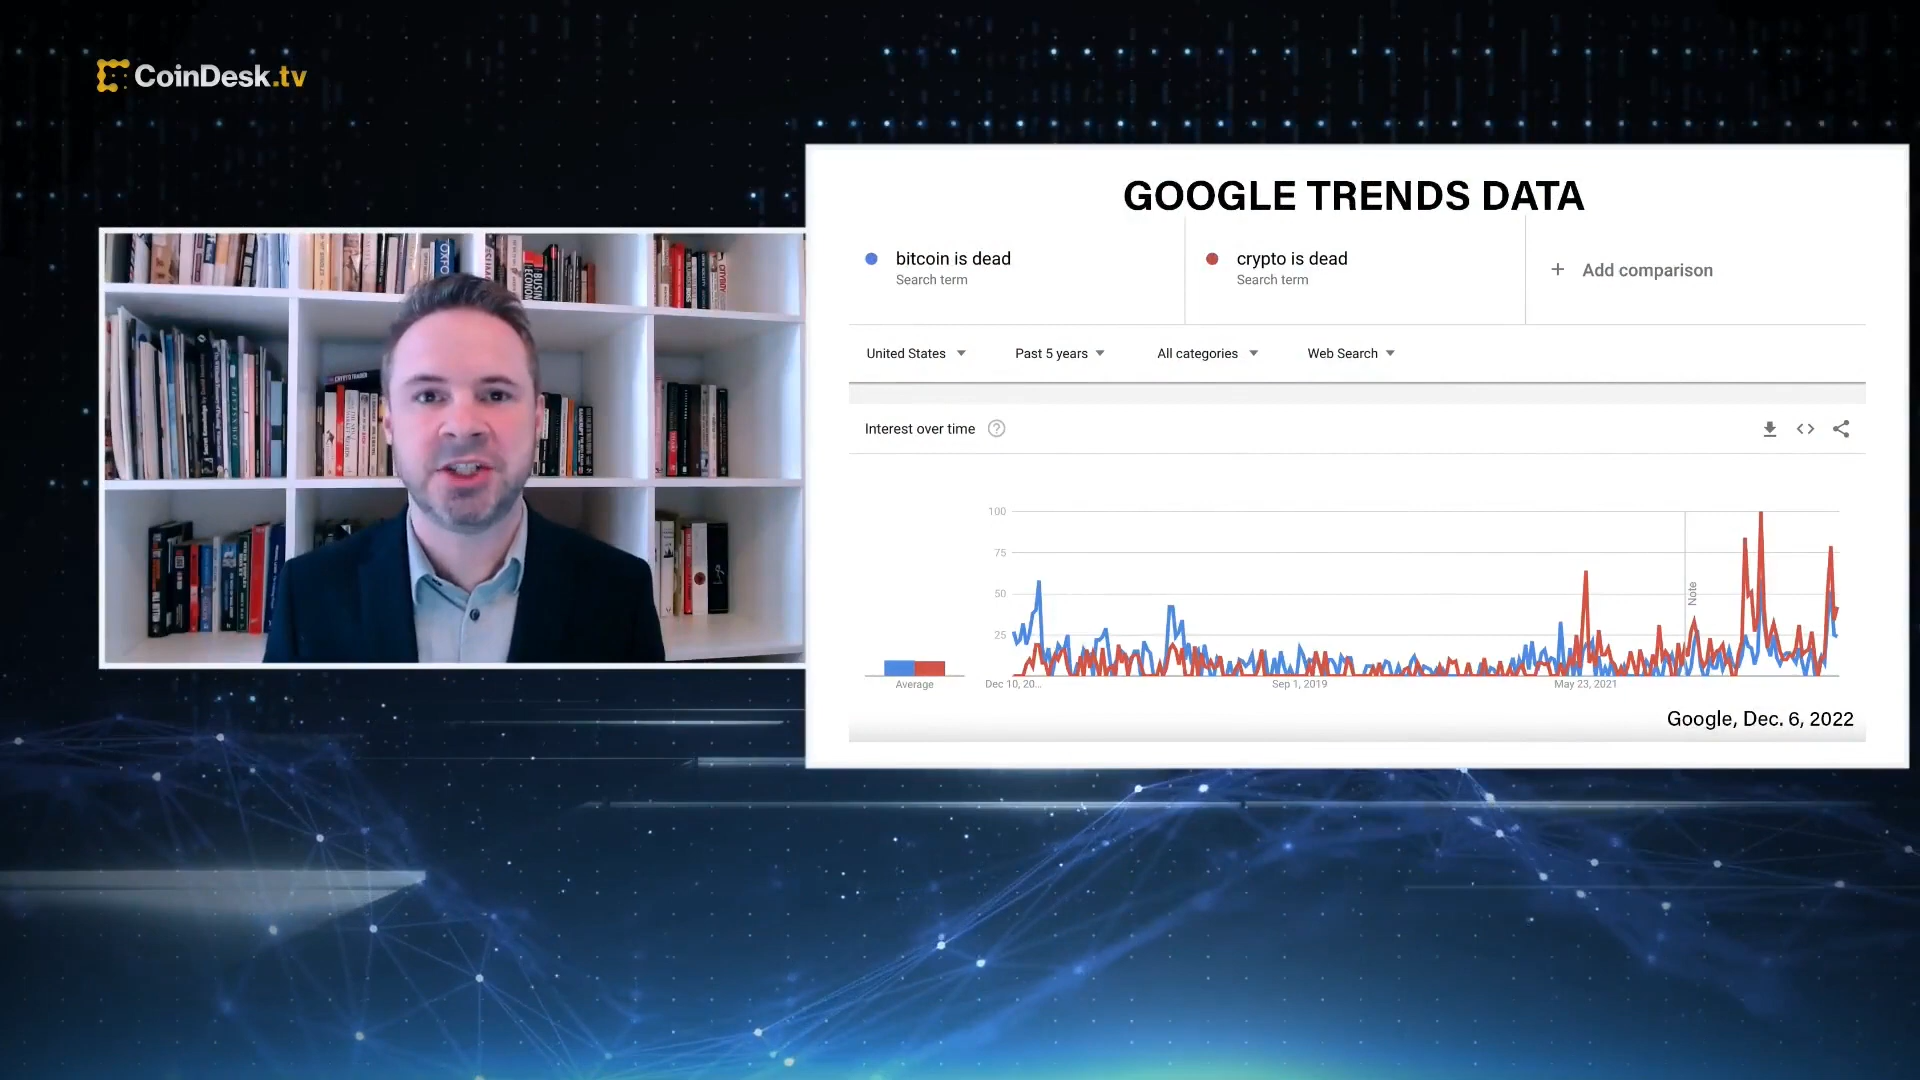 CoinDesk.tv
GOOGLE TRENDS DATA
bitcoin is dead
Search term
crypto is dead
Search term
+ Add comparison
United States
Past 5 years
All categories
Web Search
Interest over time
100
75
50
25
Note
Average
Dec 10, 20...
Sep 1, 2019
May 23, 2021
Google, Dec. 6, 2022